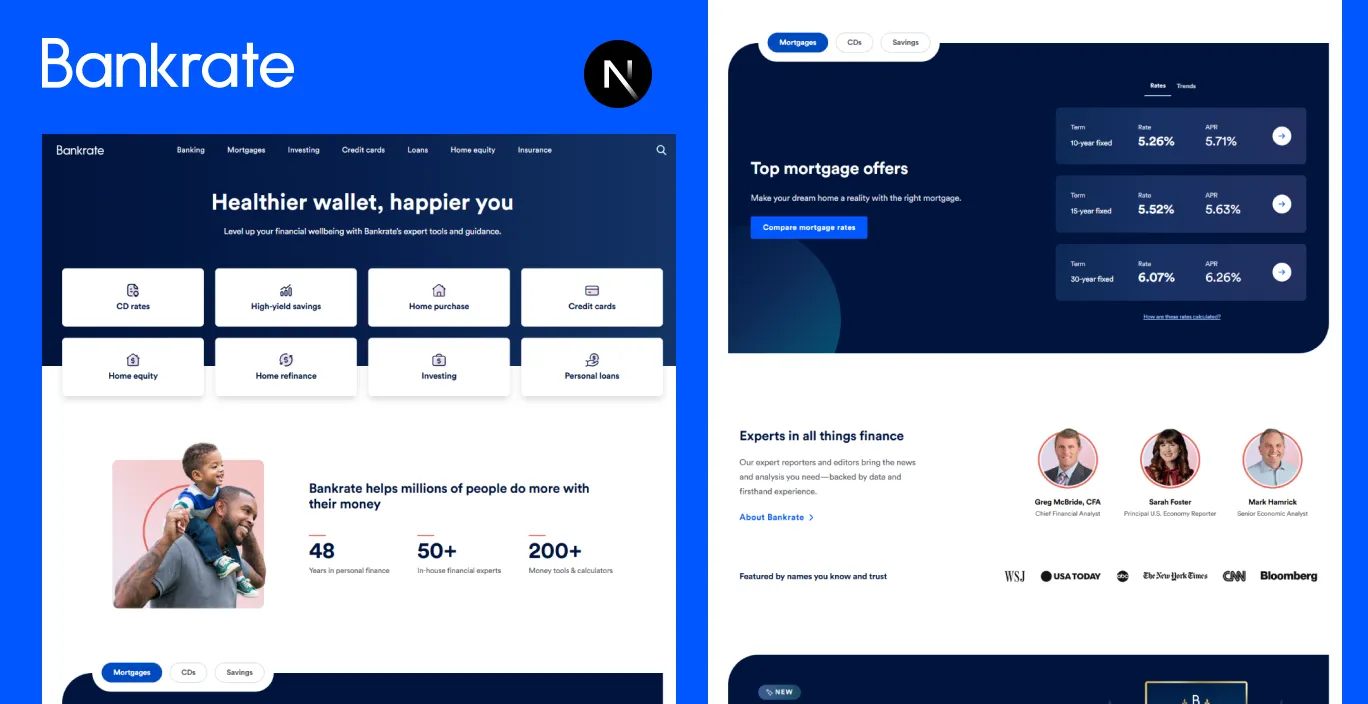 Bankrate
N
Bankrate
Banking
Mortgages
Investing
Credit cards
Loans
Home equity
Insurance
Healthier wallet, happier you
Level up your financial wellbeing with Bankrate's expert tools and guidance.
CD rates
High-yield savings
Home purchase
Credit cards
Home equity
Home refinance
Investing
Personal loans
Bankrate helps millions of people do more with
their money
48
Years in personal finance
50+
In-house financial experts
200+
Money tools & calculators
Mortgages
CDs
Savings
Mortgages
CDs
Savings
Rates
Trends
Top mortgage offers
Make your dream home a reality with the right mortgage.
Compare mortgage rates
Term
Rate
APR
10-year fixed
5.26%
5.71%
Term
Rate
APR
15-year fixed
5.52%
5.63%
Term
Rate
APR
30-year fixed
6.07%
6.26%
How are these rates calculated?
Experts in all things finance
Our expert reporters and editors bring the news
and analysis you need—backed by data and
firsthand experience.
About Bankrate
Greg McBride, CFA
Chief Financial Analyst
Sarah Foster
Principal U.S. Economy Reporter
Mark Hamrick
Senior Economic Analyst
Featured by names you know and trust
WSJ
USA TODAY
abc
The New York Times
CNN
Bloomberg
NEW
B